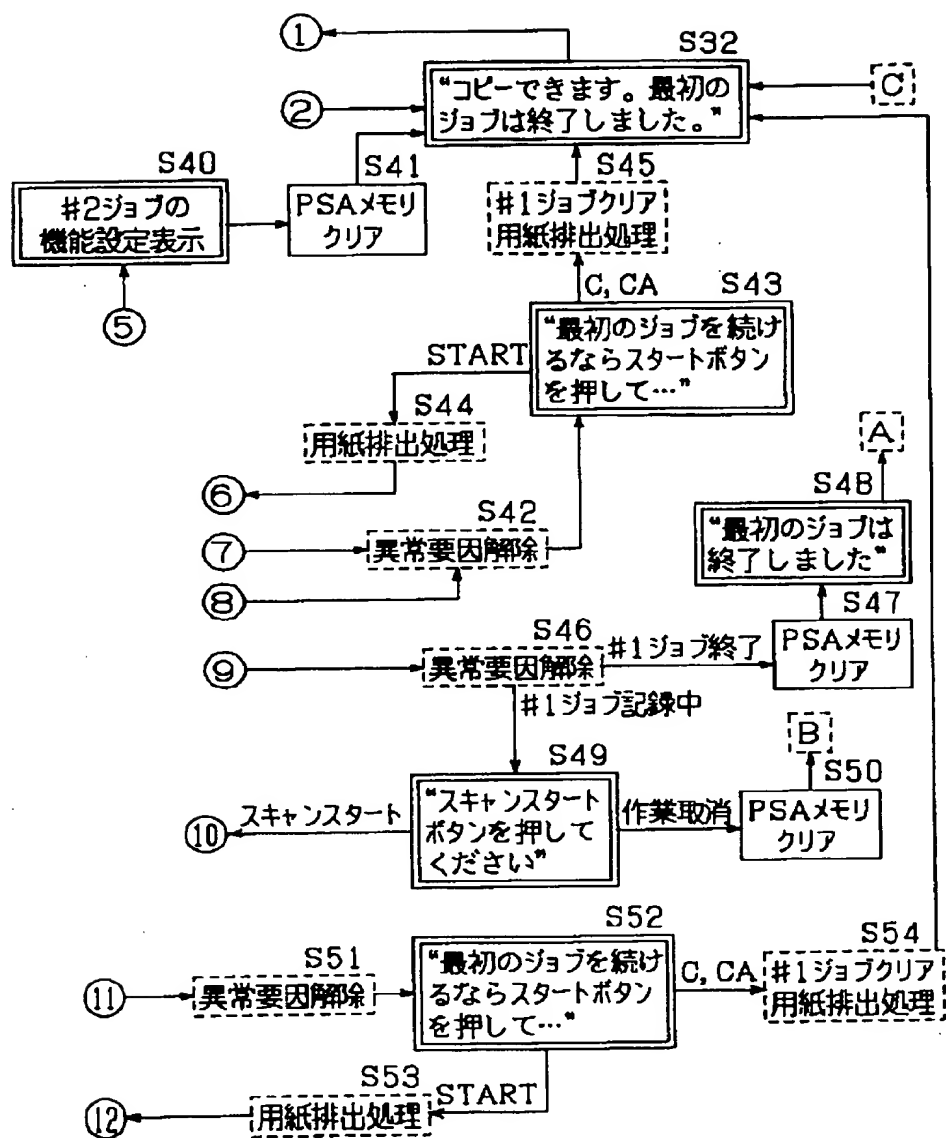 ①
S32
“コピーできます。最初の
ジョブは終了しました。”
C
②
S40
S41
S45
#2ジョブの
機能設定表示
PSAメモリ
クリア
#1ジョブクリア
用紙排出処理
⑤
C, CA
S43
START
“最初のジョブを続け
るならスタートボタン
を押して…”
S44
用紙排出処理
A
⑥
S42
S48
⑦
異常要因解除
“最初のジョブは
終了しました”
⑧
S47
S46
⑨
異常要因解除
#1ジョブ終了
PSAメモリ
クリア
#1ジョブ記録中
B
S49
S50
⑩
スキャンスタート
“スキャンスタート
ボタンを押して
ください”
作業取消
PSAメモリ
クリア
S52
S54
S51
⑪
異常要因解除
“最初のジョブを続け
るならスタートボタン
を押して…”
C, CA
#1ジョブクリア
用紙排出処理
S53
START
⑫
用紙排出処理